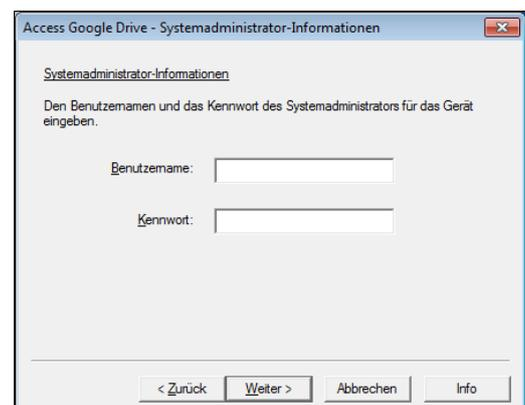 Access Google Drive - Systemadministrator-Informationen
Systemadministrator-Informationen
Den Benutzernamen und das Kennwort des Systemadministrators für das Gerät
eingeben.
Benutzername:
Kennwort:
< Zurück Weiter > Abbrechen Info